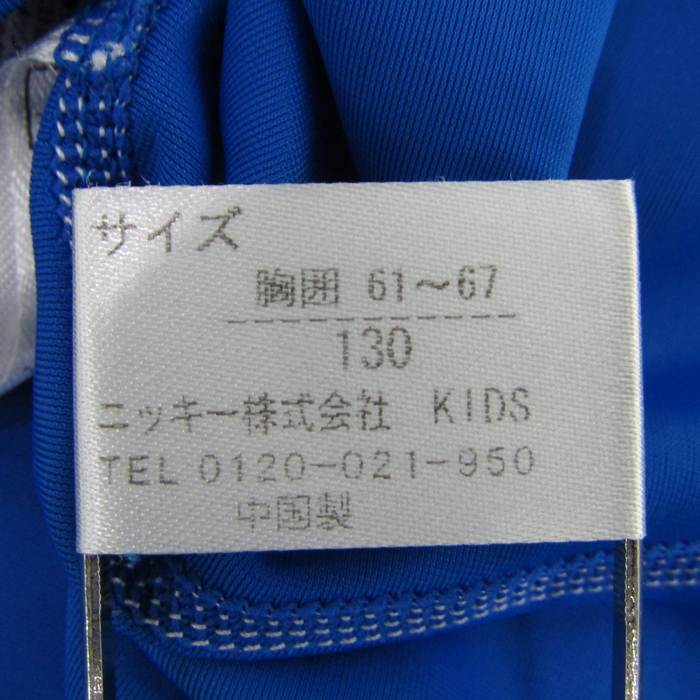 サイズ
胸囲 61～67
130
ニッキー株式会社 KIDS
TEL 0120-021-950
中国製